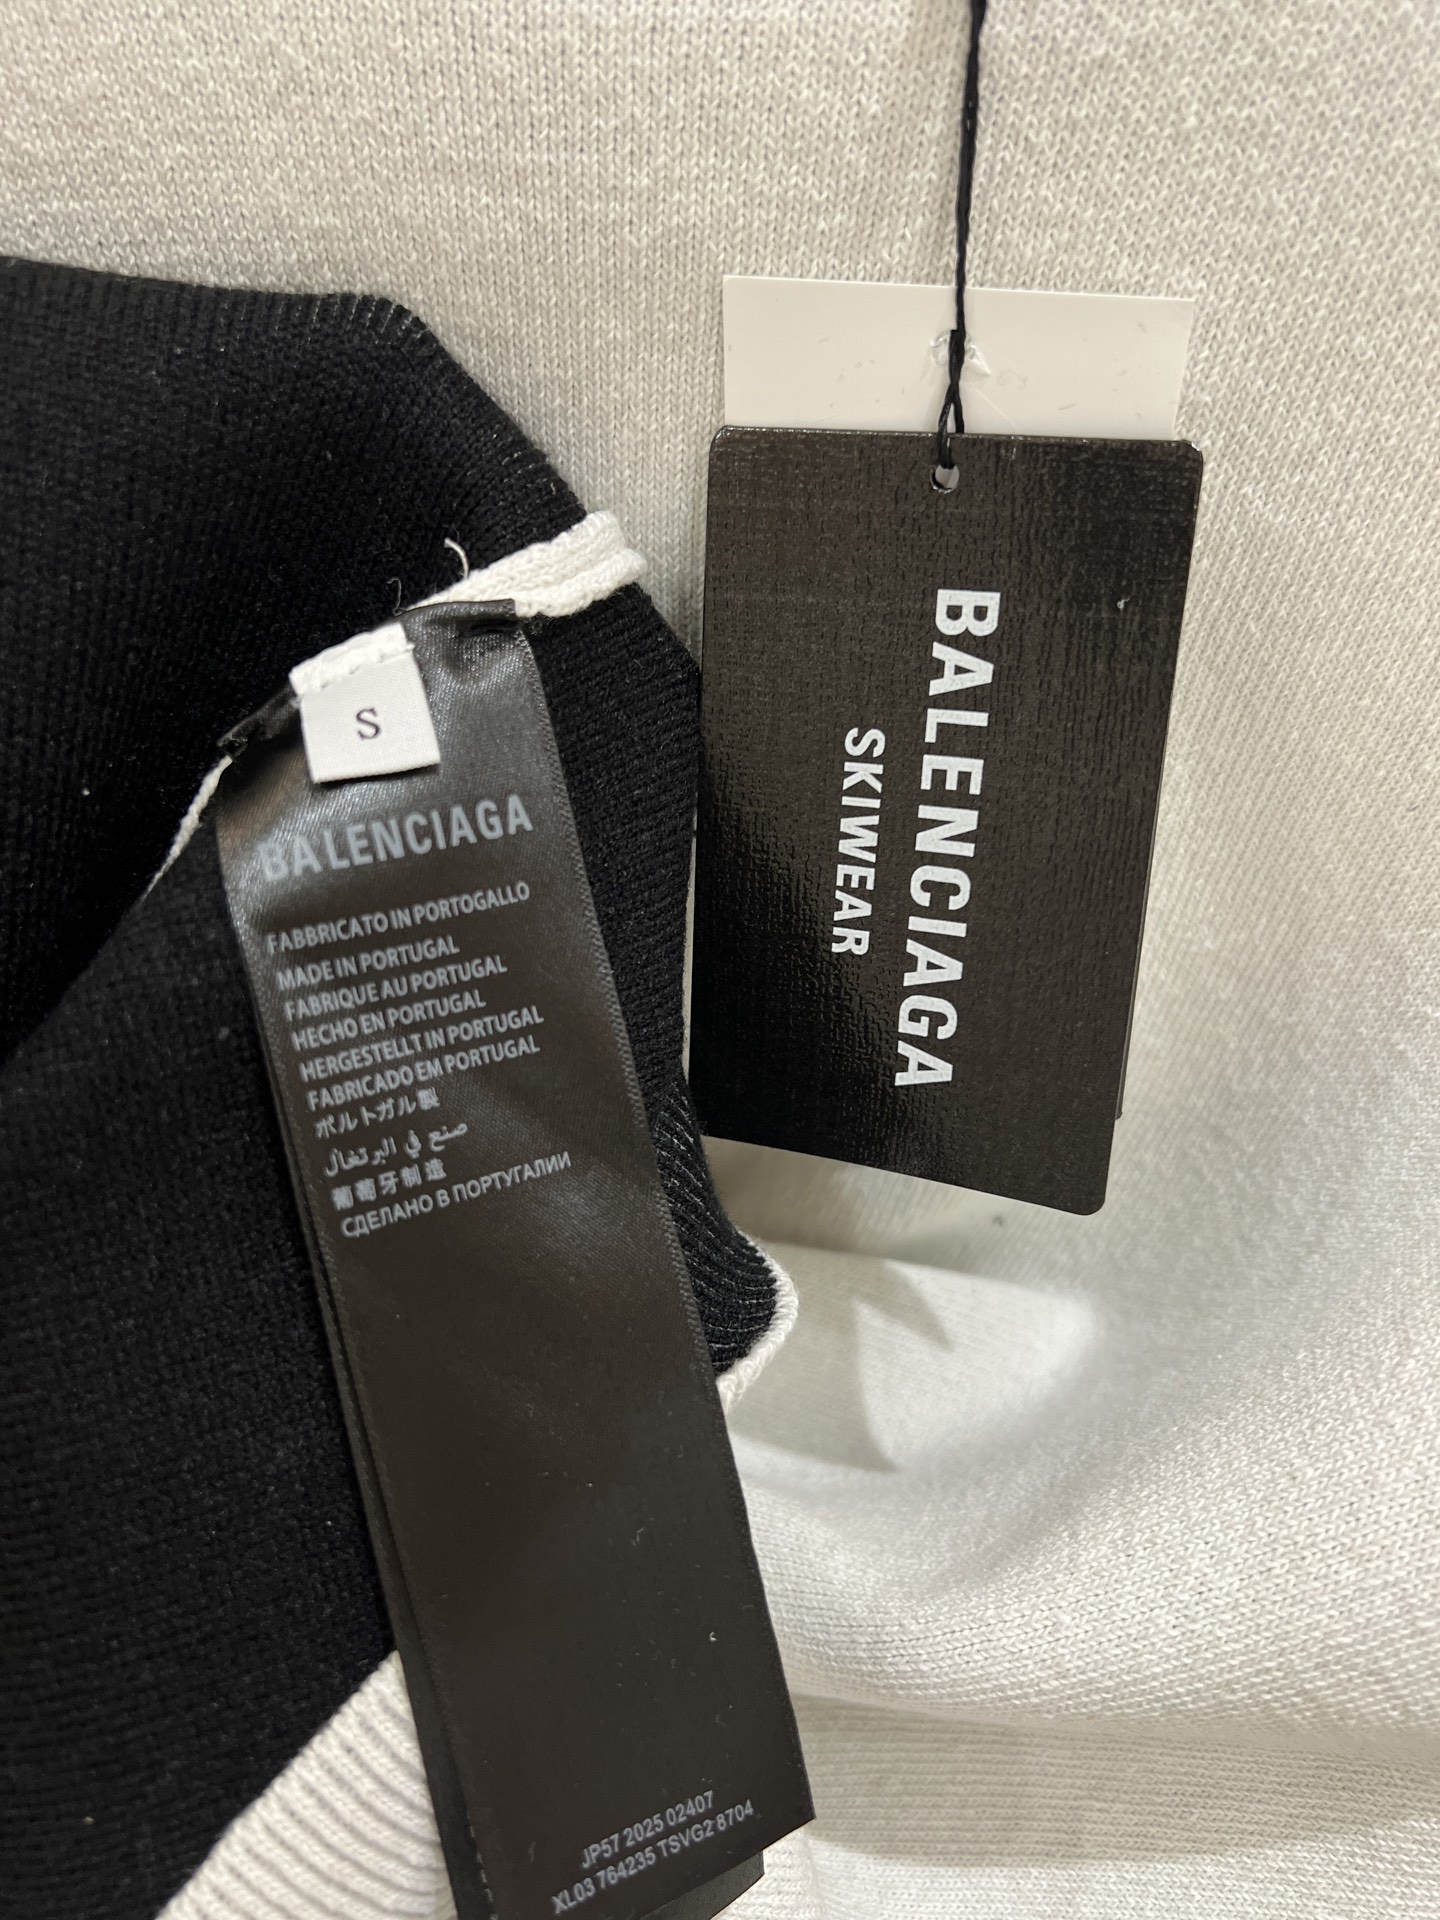 S
BALENCIAGA
FABBRICATO IN PORTOGALLO
MADE IN PORTUGAL
FABRIQUE AU PORTUGAL
HECHO EN PORTUGAL
HERGESTELLT IN PORTUGAL
FABRICADO EM PORTUGAL
ポルトガル製
صنع في البرتغال
葡萄牙制造
СДЕЛАНО В ПОРТУГАЛИИ
JP57 2025 02407
XL03 764235 TSVG2 8704
BALENCIAGA
SKIWEAR